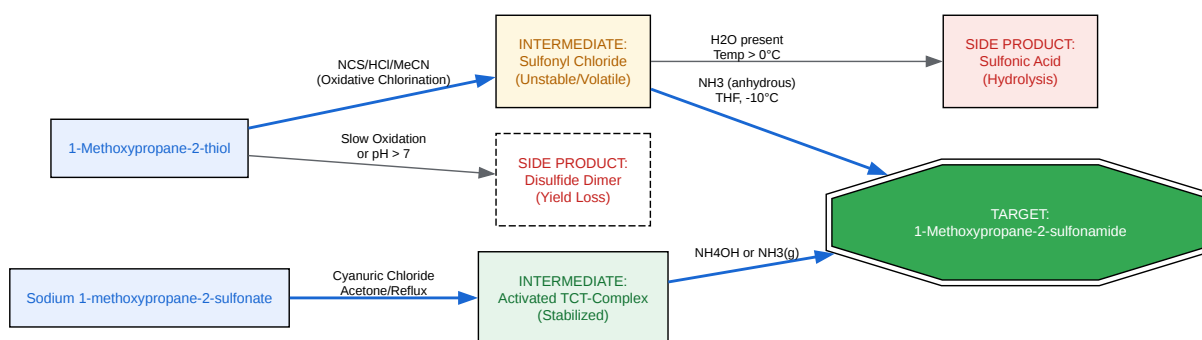 H2O present
Temp > 0°C
INTERMEDIATE:
Sulfonyl Chloride
(Unstable/Volatile)
SIDE PRODUCT:
Sulfonic Acid
(Hydrolysis)
NCS/HCl/MeCN
(Oxidative Chlorination)
NH3 (anhydrous)
THF, -10°C
1-Methoxypropane-2-thiol
Slow Oxidation
or pH > 7
SIDE PRODUCT:
Disulfide Dimer
(Yield Loss)
TARGET:
1-Methoxypropane-2-sulfonamide
Sodium 1-methoxypropane-2-sulfonate
Cyanuric Chloride
Acetone/Reflux
INTERMEDIATE:
Activated TCT-Complex
(Stabilized)
NH4OH or NH3(g)